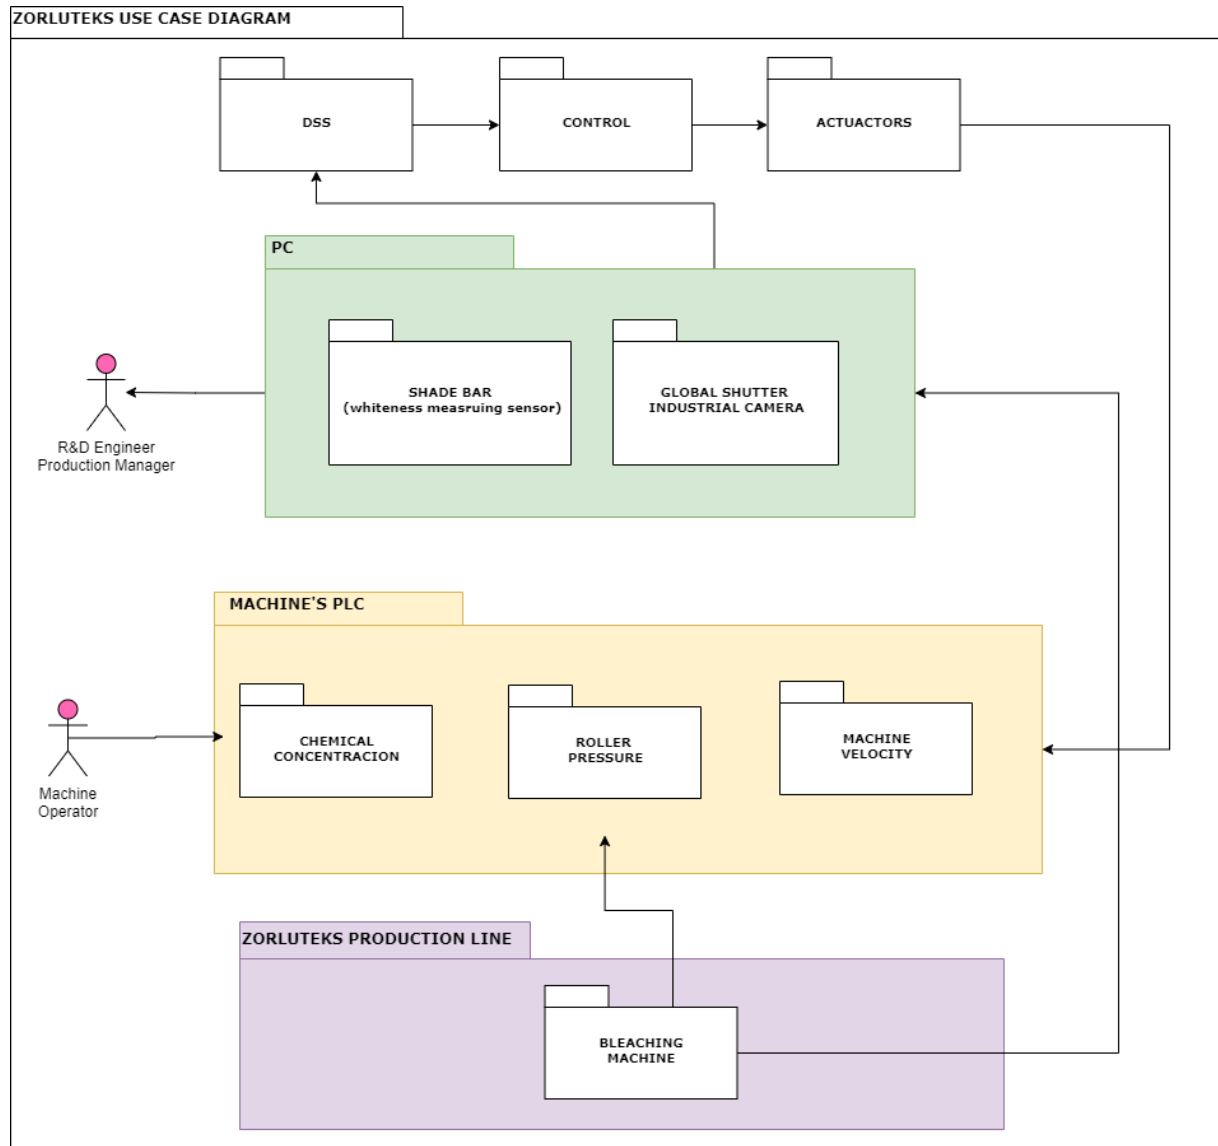 ZORLUTEKS USE CASE DIAGRAM
DSS
CONTROL
ACTUACTORS
PC
SHADE BAR
(whiteness measruing sensor)
GLOBAL SHUTTER
INDUSTRIAL CAMERA
R&D Engineer
Production Manager
MACHINE'S PLC
CHEMICAL
CONCENTRACION
ROLLER
PRESSURE
MACHINE
VELOCITY
Machine
Operator
ZORLUTEKS PRODUCTION LINE
BLEACHING
MACHINE